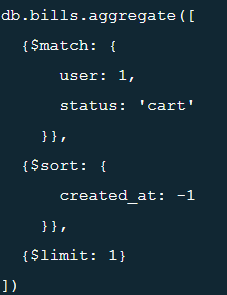 db.bills.aggregate([
{$match: {
user: 1,
status: 'cart'
}},
{$sort: {
created_at: -1
}},
{$limit: 1}
])